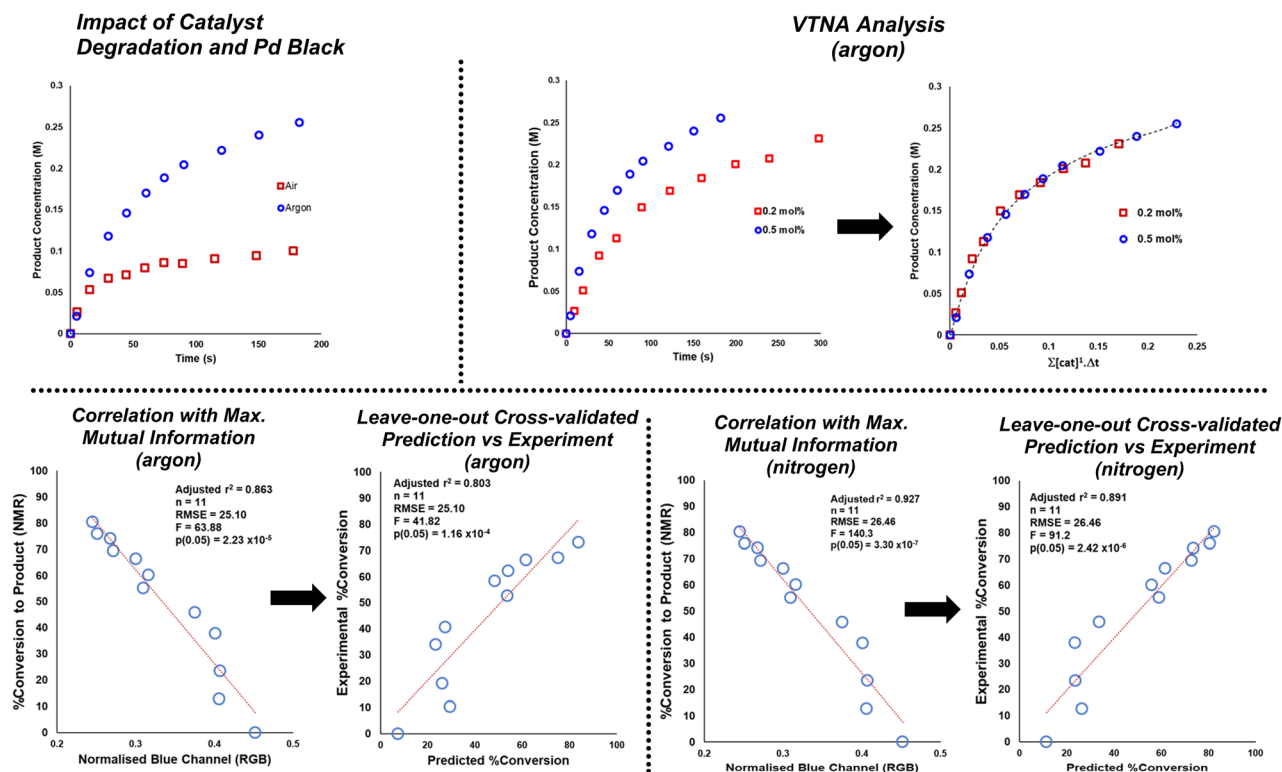 Impact of Catalyst
Degradation and Pd Black
0.3
0.25
0.2
0.15
0.1
0.05
0
Product Concentration (M)
0
50
100
150
200
Time (s)
Air
Argon
VTNA Analysis
(argon)
0.3
0.25
0.2
0.15
0.1
0.05
0
Product Concentration (M)
0
50
100
150
200
250
300
Time (s)
0.2 mol%
0.5 mol%
0.3
0.25
0.2
0.15
0.1
0.05
0
Product Concentration (M)
0
0.05
0.1
0.15
0.2
0.25
Σ[cat]¹.Δt
0.2 mol%
0.5 mol%
Correlation with Max.
Mutual Information
(argon)
100
90
80
70
60
50
40
30
20
10
0
%Conversion to Product (NMR)
Adjusted r² = 0.863
n = 11
RMSE = 25.10
F = 63.88
p(0.05) = 2.23 x10⁻⁵
0.2
0.3
0.4
0.5
Normalised Blue Channel (RGB)
Leave-one-out Cross-validated
Prediction vs Experiment
(argon)
Experimental %Conversion
Adjusted r² = 0.803
n = 11
RMSE = 25.10
F = 41.82
p(0.05) = 1.16 x10⁻⁴
0
20
40
60
80
100
Predicted %Conversion
Correlation with Max.
Mutual Information
(nitrogen)
100
90
80
70
60
50
40
30
20
10
0
%Conversion to Product (NMR)
Adjusted r² = 0.927
n = 11
RMSE = 26.46
F = 140.3
p(0.05) = 3.30 x10⁻⁷
0.2
0.3
0.4
0.5
Normalised Blue Channel (RGB)
Leave-one-out Cross-validated
Prediction vs Experiment
(nitrogen)
100
90
80
70
60
50
40
30
20
10
0
Experimental %Conversion
Adjusted r² = 0.891
n = 11
RMSE = 26.46
F = 91.2
p(0.05) = 2.42 x10⁻⁶
0
20
40
60
80
100
Predicted %Conversion